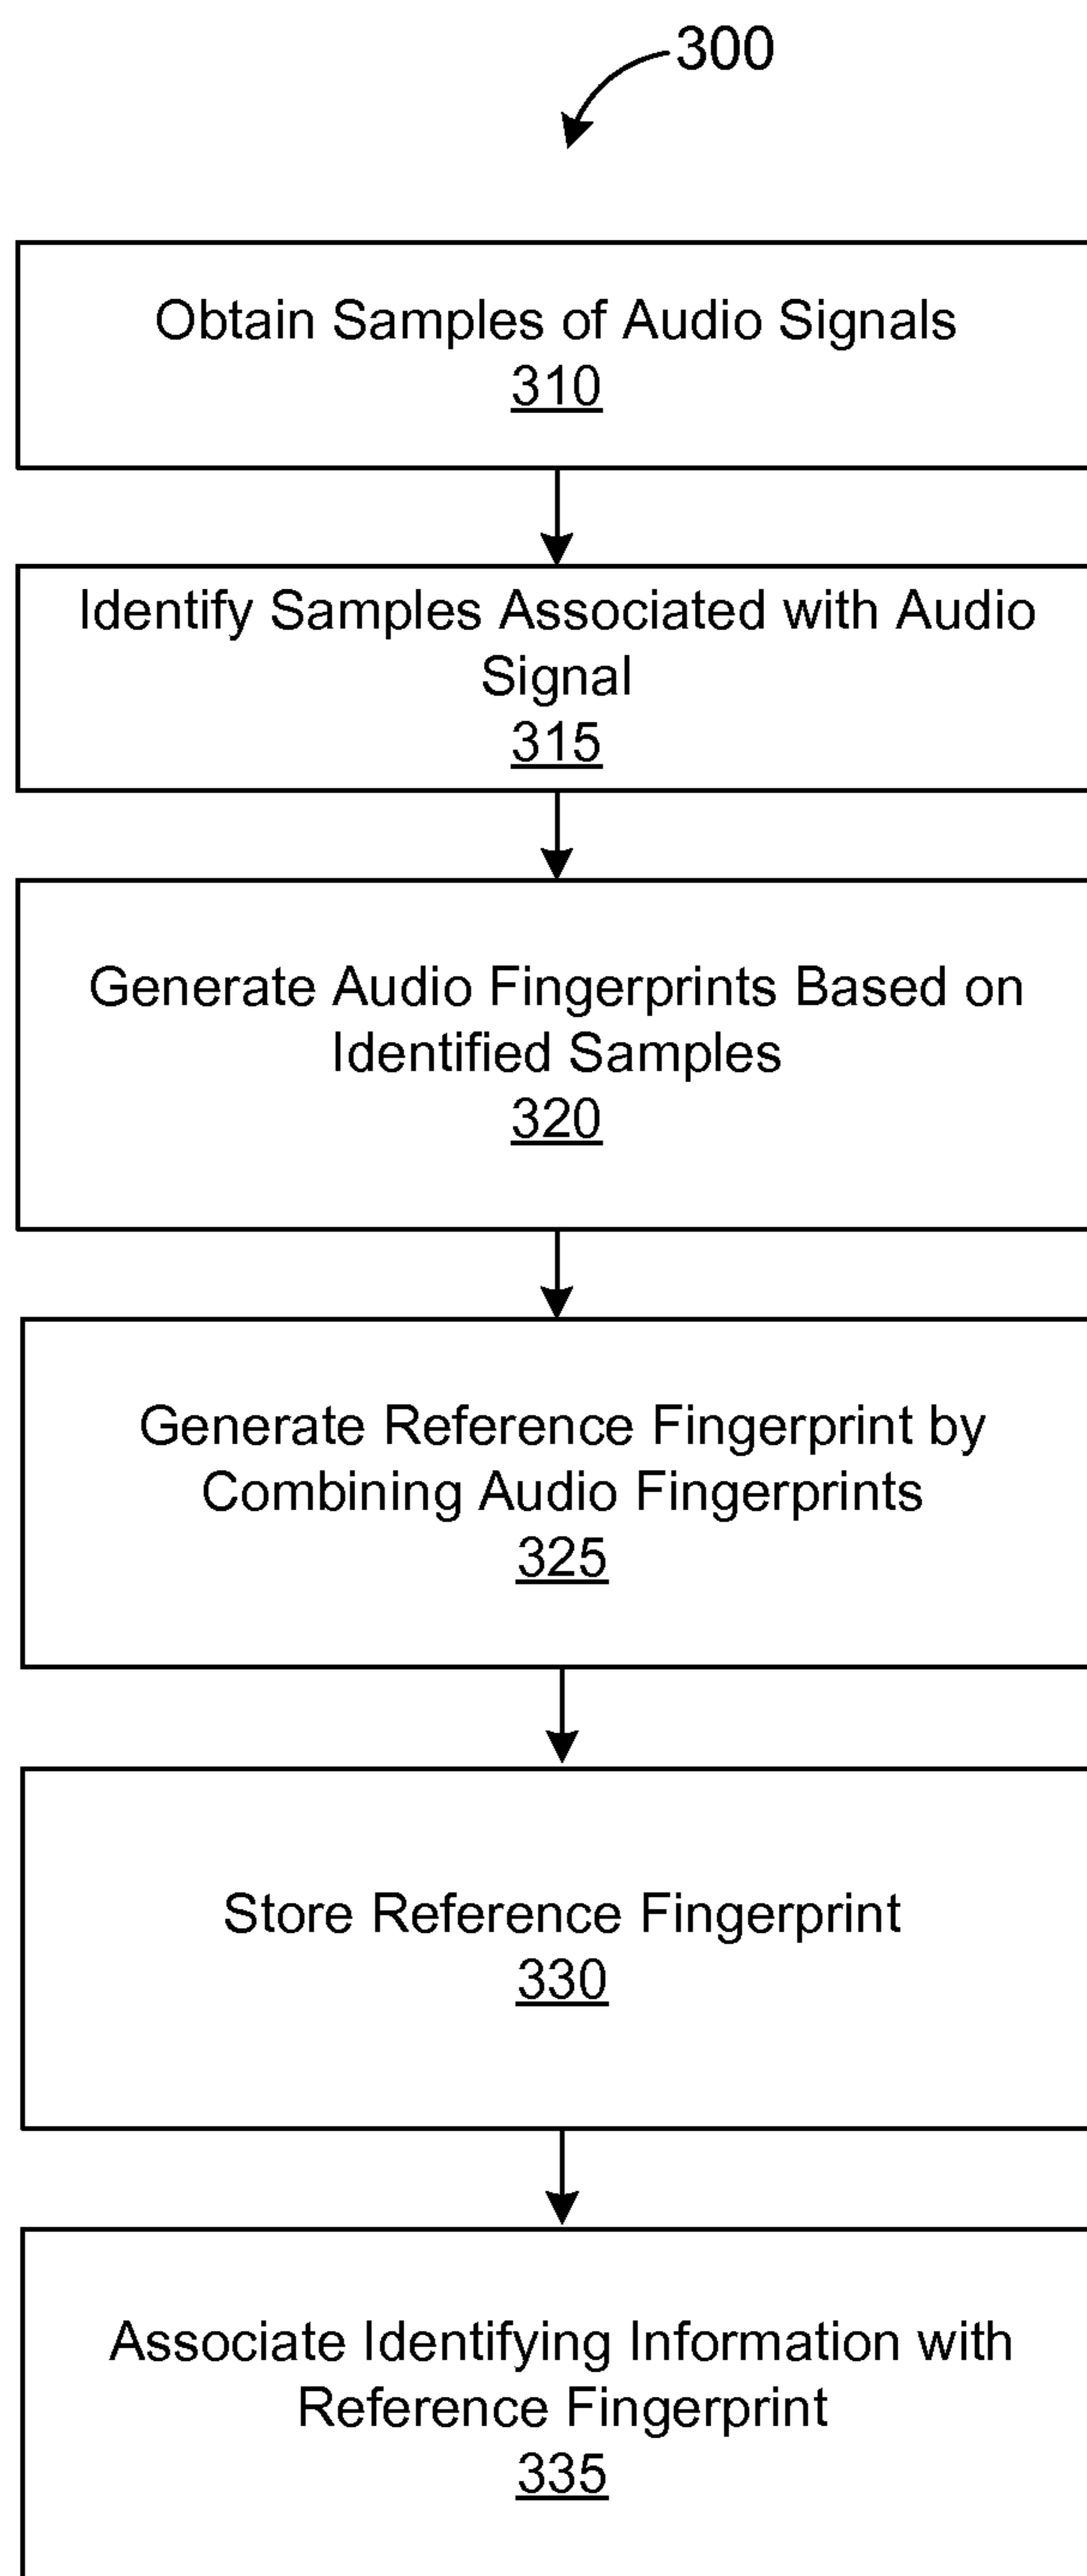 300
Obtain Samples of Audio Signals
310
Identify Samples Associated with Audio
Signal
315
Generate Audio Fingerprints Based on
Identified Samples
320
Generate Reference Fingerprint by
Combining Audio Fingerprints
325
Store Reference Fingerprint
330
Associate Identifying Information with
Reference Fingerprint
335